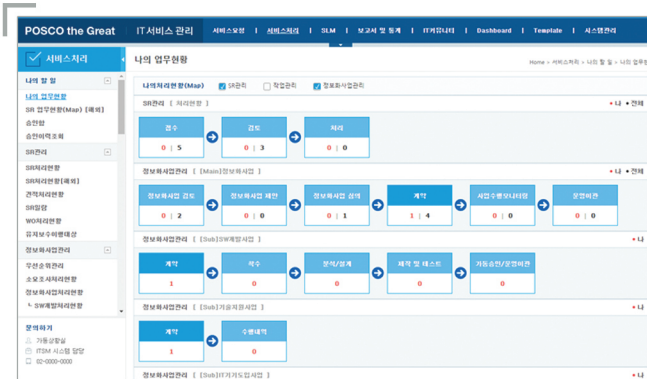 POSCO the Great
IT서비스 관리
서비스요청 | 서비스처리 | SLM | 보고서 및 통계 | IT커뮤니티 | Dashboard | Template | 시스템관리
서비스처리
나의 할 일
나의 업무현황
SR 업무현황(Map) [해외]
승인함
승인이력조회
SR관리
SR처리현황
SR처리현황[해외]
견적처리현황
SR일람
WO처리현황
유지보수이행대상
정보화사업관리
우선순위관리
소요조사처리현황
정보화사업처리현황
SW개발처리현황
문의하기
가동상황실
ITSM 시스템 담당
02-0000-0000
나의 업무현황
Home > 서비스처리 > 나의 할 일 > 나의 업무현
나의처리현황(Map) SR관리 작업관리 정보화사업관리
SR관리 [ 처리현황 ] • 나 • 전체
접수 검토 처리
0 | 5 0 | 3 0 | 0
정보화사업관리 [ [Main]정보화사업 ] • 나 • 전체
정보화사업 검토 정보화사업 제안 정보화사업 심의 계약 사업수행모니터링 운영이관
0 | 2 0 | 0 0 | 1 1 | 4 0 | 0 0 | 0
정보화사업관리 [ [Sub]SW개발사업 ] • 나
계약 착수 분석/설계 제작 및 테스트 가동승인/운영이관
1 0 0 0 0
정보화사업관리 [ [Sub]기술지원사업 ] • 나
계약 수행내역
1 0
정보화사업관리 [ [Sub]IT기기도입사업 ] • 나